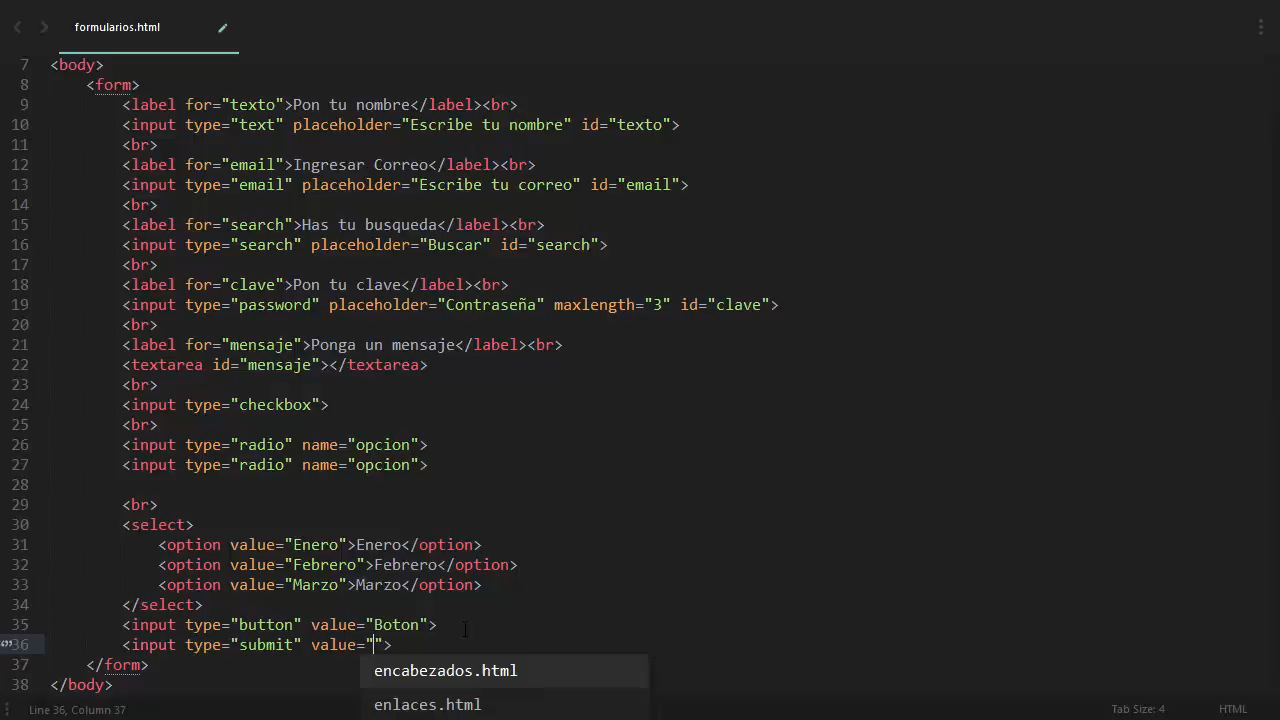 formularios.html
7 <body>
8 <form>
9 <label for="texto">Pon tu nombre</label><br>
10 <input type="text" placeholder="Escribe tu nombre" id="texto">
11 <br>
12 <label for="email">Ingresar Correo</label><br>
13 <input type="email" placeholder="Escribe tu correo" id="email">
14 <br>
15 <label for="search">Has tu busqueda</label><br>
16 <input type="search" placeholder="Buscar" id="search">
17 <br>
18 <label for="clave">Pon tu clave</label><br>
19 <input type="password" placeholder="Contraseña" maxlength="3" id="clave">
20 <br>
21 <label for="mensaje">Ponga un mensaje</label><br>
22 <textarea id="mensaje"></textarea>
23 <br>
24 <input type="checkbox">
25 <br>
26 <input type="radio" name="opcion">
27 <input type="radio" name="opcion">
28
29 <br>
30 <select>
31 <option value="Enero">Enero</option>
32 <option value="Febrero">Febrero</option>
33 <option value="Marzo">Marzo</option>
34 </select>
35 <input type="button" value="Boton">
36 <input type="submit" value="">
37 </form>
38 </body>
encabezados.html
enlaces.html
Line 36, Column 37
Tab Size: 4
HTML